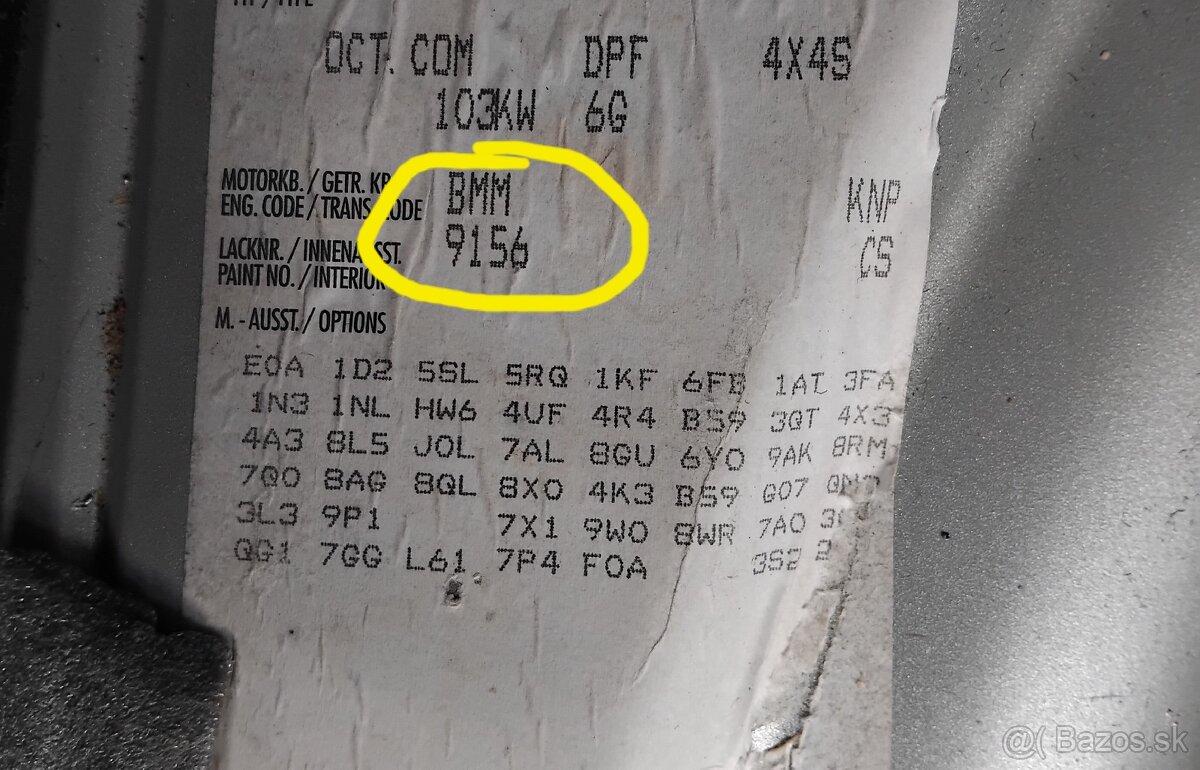 OCT. COM DPF 4X4S
103KW 6G
MOTORKB. / GETR. KB BMM KNP
ENG. CODE / TRANS. CODE
LACKNR. / INNENAUSST. 9156 CS
PAINT NO. / INTERIOR
M. - AUSST. / OPTIONS
E0A 1D2 5SL 5RQ 1KF 6FB 1AT 3FA
1N3 1NL HW6 4UF 4R4 B59 3QT 4X3
4A3 8L5 J0L 7AL 8GU 6Y0 9AK 8RM
7Q0 8AG 8QL 8X0 4K3 B59 G07
3L3 9P1 7X1 9W0 8WR 7A0
QG1 7GG L61 7P4 F0A 3S2
@( Bazos.sk